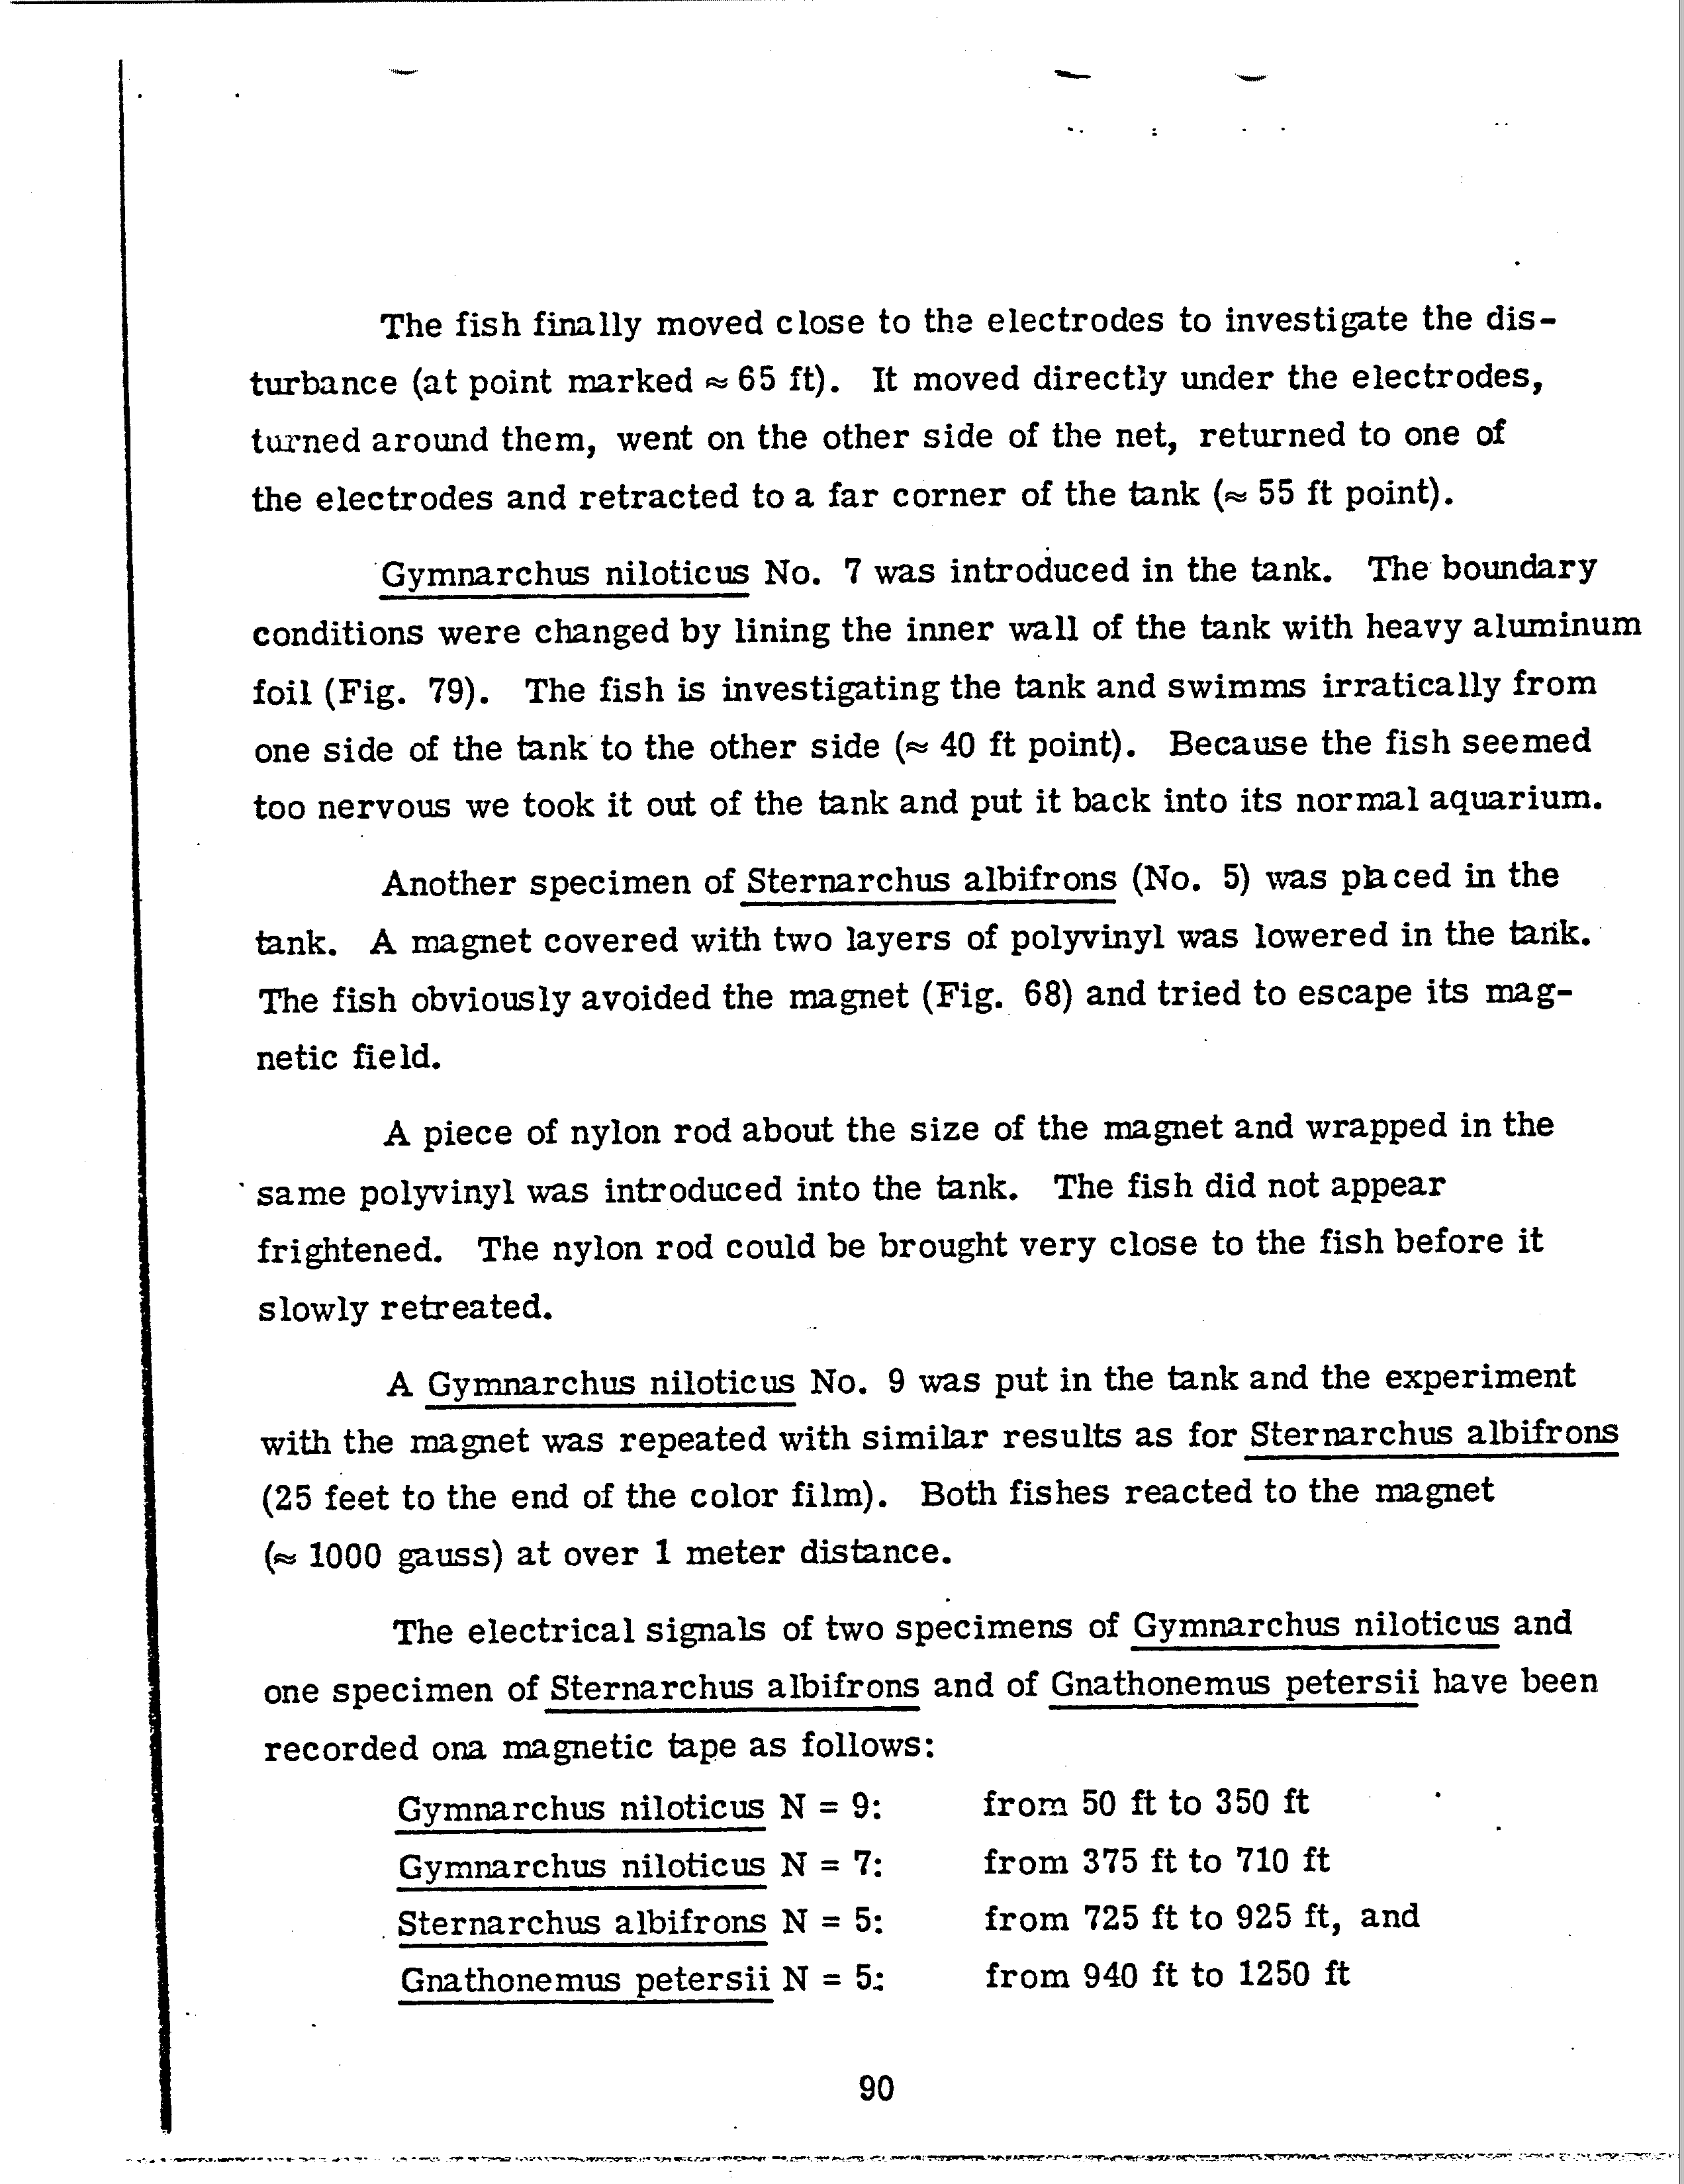 The fish finally moved close to the electrodes to investigate the dis-
turbance (at point marked ≈ 65 ft). It moved directly under the electrodes,
turned around them, went on the other side of the net, returned to one of
the electrodes and retracted to a far corner of the tank (≈ 55 ft point).
Gymnarchus niloticus No. 7 was introduced in the tank. The boundary
conditions were changed by lining the inner wall of the tank with heavy aluminum
foil (Fig. 79). The fish is investigating the tank and swimms irratically from
one side of the tank to the other side (≈ 40 ft point). Because the fish seemed
too nervous we took it out of the tank and put it back into its normal aquarium.
Another specimen of Sternarchus albifrons (No. 5) was placed in the
tank. A magnet covered with two layers of polyvinyl was lowered in the tank.
The fish obviously avoided the magnet (Fig. 68) and tried to escape its mag-
netic field.
A piece of nylon rod about the size of the magnet and wrapped in the
same polyvinyl was introduced into the tank. The fish did not appear
frightened. The nylon rod could be brought very close to the fish before it
slowly retreated.
A Gymnarchus niloticus No. 9 was put in the tank and the experiment
with the magnet was repeated with similar results as for Sternarchus albifrons
(25 feet to the end of the color film). Both fishes reacted to the magnet
(≈ 1000 gauss) at over 1 meter distance.
The electrical signals of two specimens of Gymnarchus niloticus and
one specimen of Sternarchus albifrons and of Gnathonemus petersii have been
recorded ona magnetic tape as follows:
Gymnarchus niloticus N = 9: from 50 ft to 350 ft
Gymnarchus niloticus N = 7: from 375 ft to 710 ft
Sternarchus albifrons N = 5: from 725 ft to 925 ft, and
Gnathonemus petersii N = 5: from 940 ft to 1250 ft
90